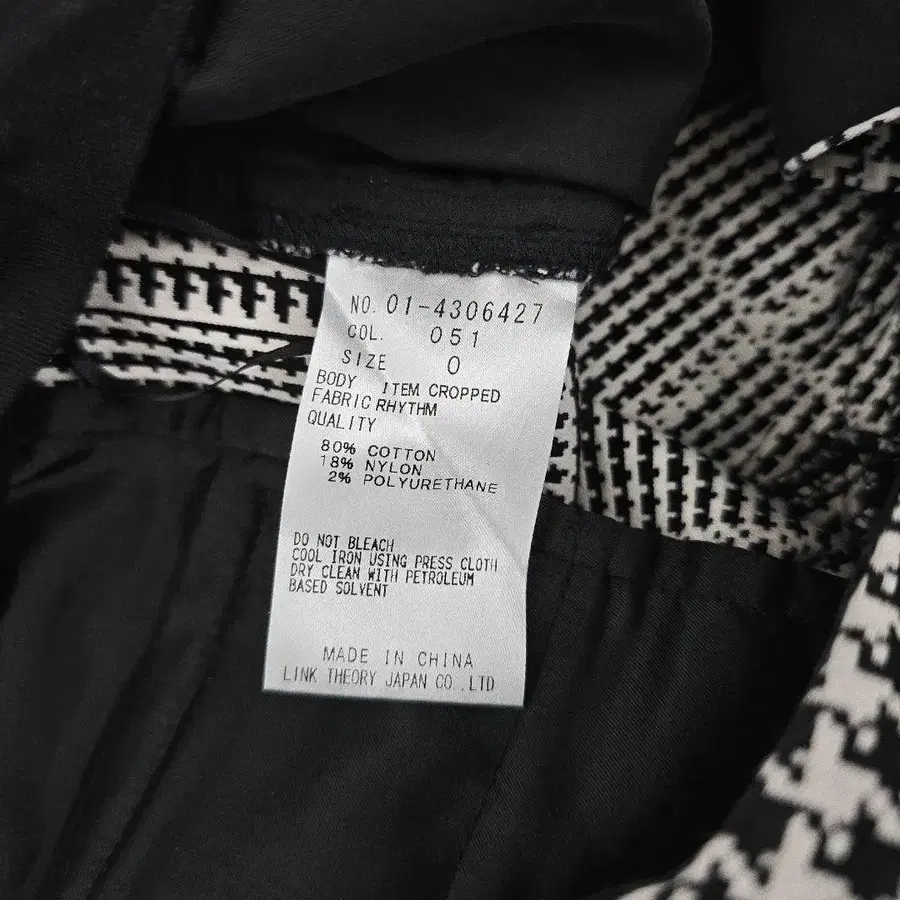 NO. 01-4306427
COL. 051
SIZE 0
BODY ITEM CROPPED
FABRIC RHYTHM
QUALITY
80% COTTON
18% NYLON
2% POLYURETHANE
DO NOT BLEACH
COOL IRON USING PRESS CLOTH
DRY CLEAN WITH PETROLEUM
BASED SOLVENT
MADE IN CHINA
LINK THEORY JAPAN CO.,LTD